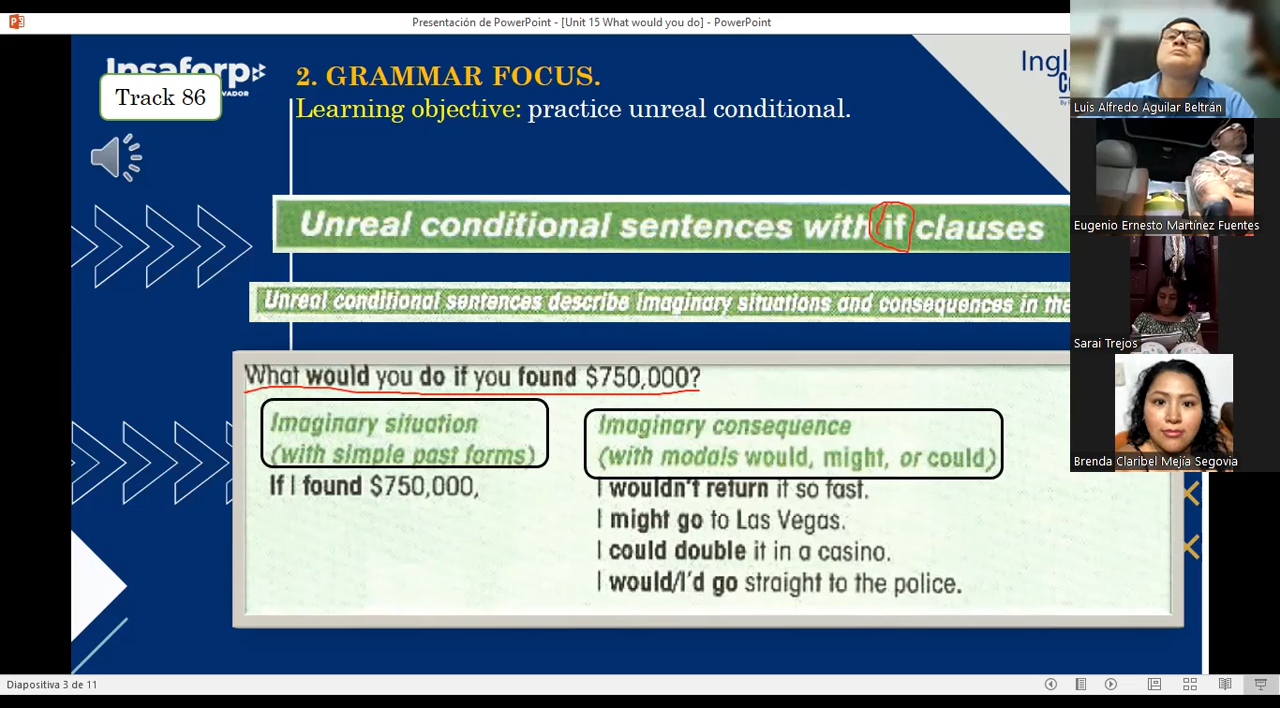 Presentación de PowerPoint - [Unit 15 What would you do] - PowerPoint
Insaforp
Track 86
2. GRAMMAR FOCUS.
Learning objective: practice unreal conditional.
Unreal conditional sentences with if clauses
Unreal conditional sentences describe imaginary situations and consequences in the
What would you do if you found $750,000?
Imaginary situation
(with simple past forms)
If I found $750,000,
Imaginary consequence
(with modals would, might, or could)
I wouldn't return it so fast.
I might go to Las Vegas.
I could double it in a casino.
I would/I'd go straight to the police.
Luis Alfredo Aguilar Beltrán
Eugenio Ernesto Martínez Fuentes
Sarai Trejos
Brenda Claribel Mejía Segovia
Diapositiva 3 de 11